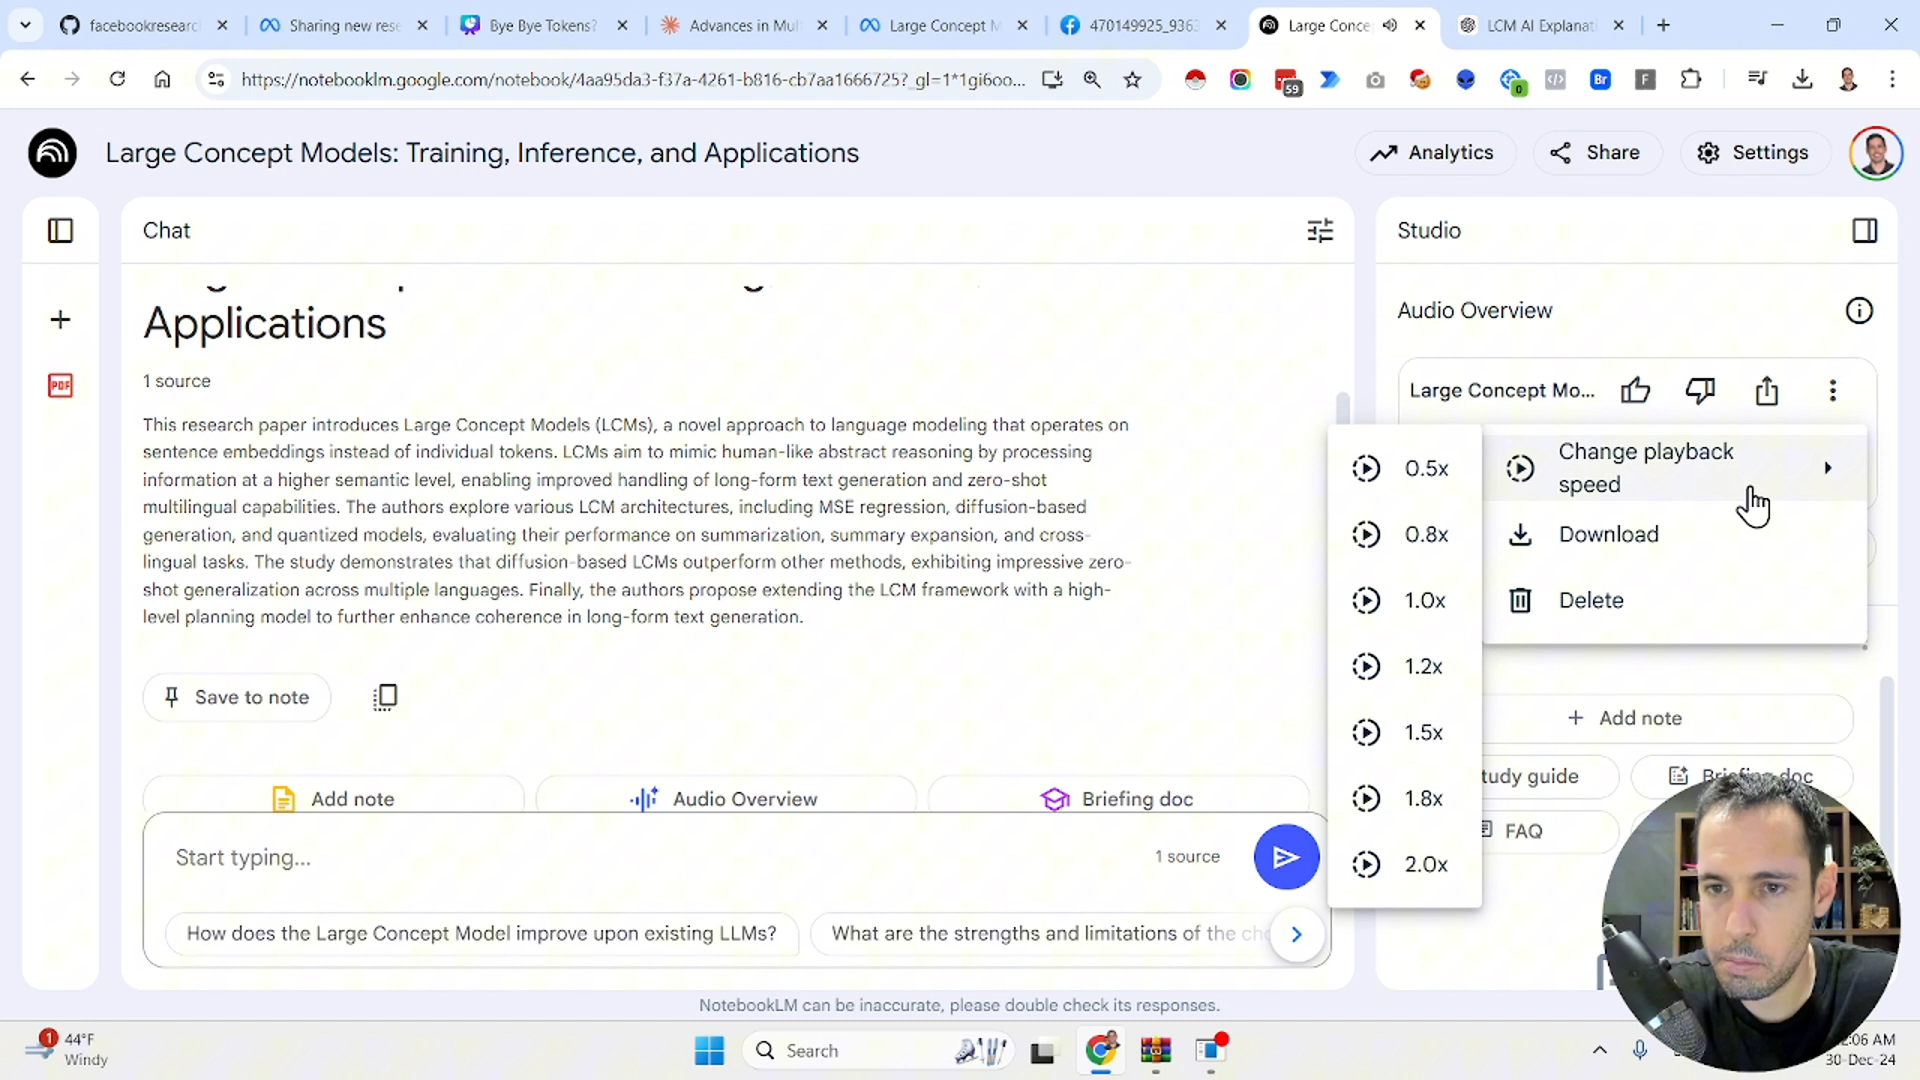 facebookresearc
Sharing new rese
Bye Bye Tokens?
Advances in Mul
Large Concept M
470149925_9363
Large Conce
LCM AI Explanat
https://notebooklm.google.com/notebook/4aa95da3-f37a-4261-b816-cb7aa1666725?_gl=1*1gi6oo...
59
0
Br
F
Large Concept Models: Training, Inference, and Applications
Analytics
Share
Settings
Chat
Studio
Applications
Audio Overview
PDF
1 source
Large Concept Mo...
This research paper introduces Large Concept Models (LCMs), a novel approach to language modeling that operates on
sentence embeddings instead of individual tokens. LCMs aim to mimic human-like abstract reasoning by processing
information at a higher semantic level, enabling improved handling of long-form text generation and zero-shot
multilingual capabilities. The authors explore various LCM architectures, including MSE regression, diffusion-based
generation, and quantized models, evaluating their performance on summarization, summary expansion, and cross-
lingual tasks. The study demonstrates that diffusion-based LCMs outperform other methods, exhibiting impressive zero-
shot generalization across multiple languages. Finally, the authors propose extending the LCM framework with a high-
level planning model to further enhance coherence in long-form text generation.
0.5x
0.8x
1.0x
1.2x
1.5x
1.8x
2.0x
Change playback
speed
Download
Delete
Save to note
Add note
tudy guide
Briefing doc
FAQ
Add note
Audio Overview
Briefing doc
Start typing...
1 source
How does the Large Concept Model improve upon existing LLMs?
What are the strengths and limitations of the cho
NotebookLM can be inaccurate, please double check its responses.
1
44°F
Windy
Search
2:06 AM
30-Dec-24